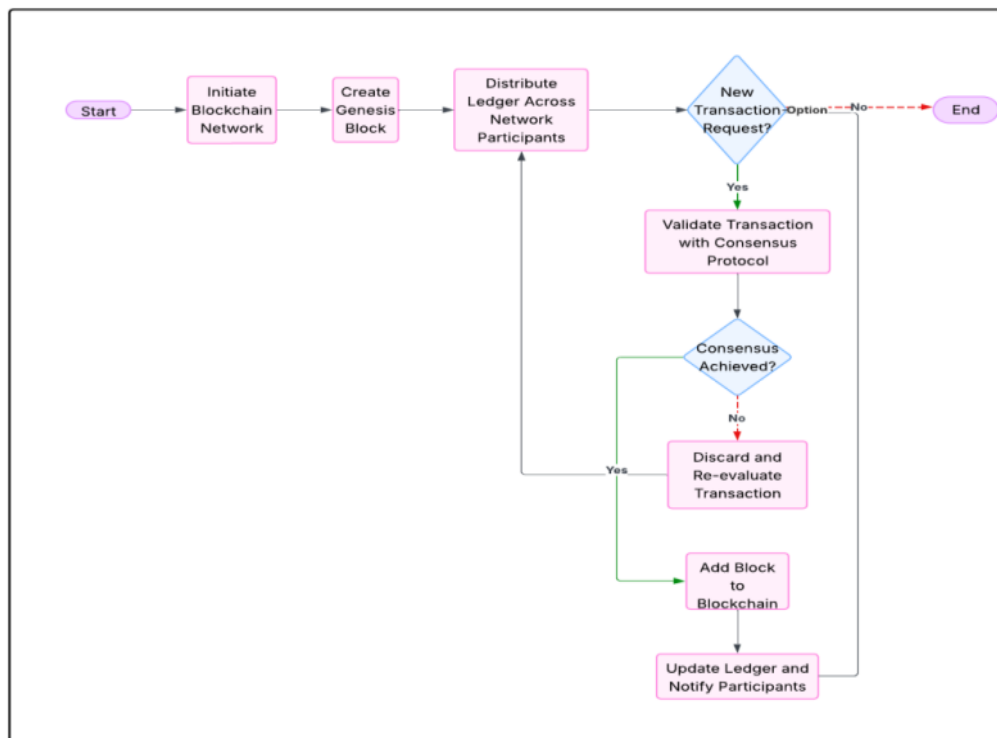 Start
Initiate
Blockchain
Network
Create
Genesis
Block
Distribute
Ledger Across
Network
Participants
New
Transaction
Request?
Option
No
End
Yes
Validate Transaction
with Consensus
Protocol
Consensus
Achieved?
No
Yes
Discard and
Re-evaluate
Transaction
Add Block
to
Blockchain
Update Ledger and
Notify Participants